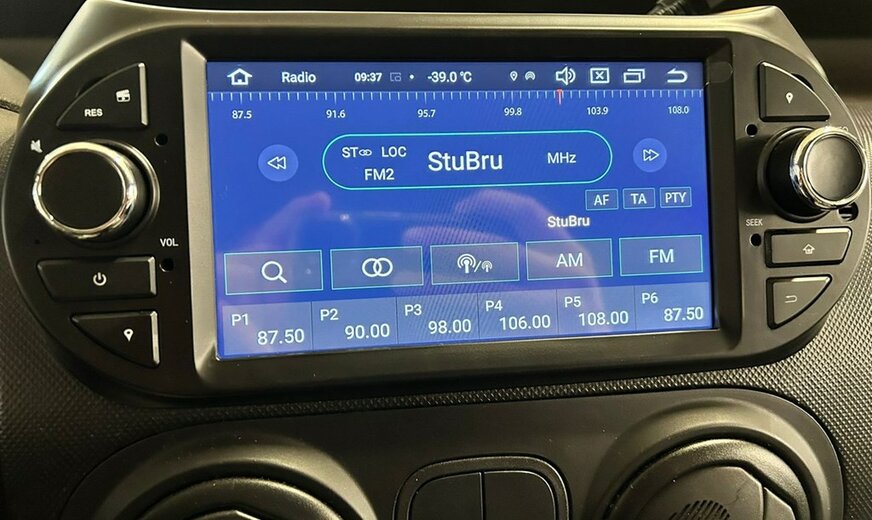 Radio 09:37 -39.0 °C
87.5 91.6 95.7 99.8 103.9 108.0
ST LOC StuBru MHz
FM2
AF TA PTY
StuBru
AM FM
P1 P2 P3 P4 P5 P6
87.50 90.00 98.00 106.00 108.00 87.50
RES
VOL
SEEK